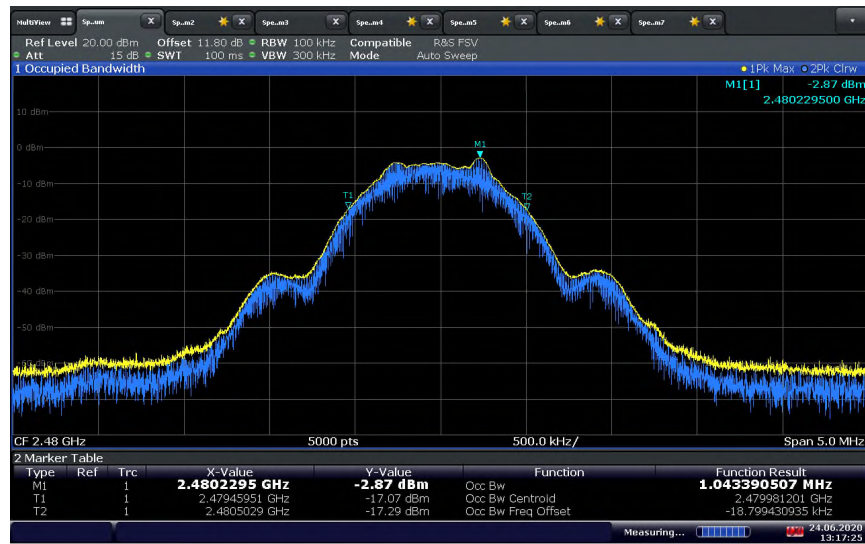 MultiView Sp..um X Sp..m2 X Spe..m3 X Spe..m4 X Spe..m5 X Spe..m6 X Spe..m7 X
Ref Level 20.00 dBm Offset 11.80 dB RBW 100 kHz Compatible R&S FSV
Att 15 dB SWT 100 ms VBW 300 kHz Mode Auto Sweep
1 Occupied Bandwidth 1Pk Max 2Pk Clrw
M1[1] -2.87 dBm
2.480229500 GHz
10 dBm
0 dBm
M1
-10 dBm
T1 T2
-20 dBm
-30 dBm
-40 dBm
-50 dBm
CF 2.48 GHz 5000 pts 500.0 kHz/ Span 5.0 MHz
2 Marker Table
Type Ref Trc X-Value Y-Value Function Function Result
M1 1 2.4802295 GHz -2.87 dBm Occ Bw 1.043390507 MHz
T1 1 2.47945951 GHz -17.07 dBm Occ Bw Centroid 2.479981201 GHz
T2 1 2.4805029 GHz -17.29 dBm Occ Bw Freq Offset -18.799430935 kHz
Measuring... 24.06.2020
13:17:25